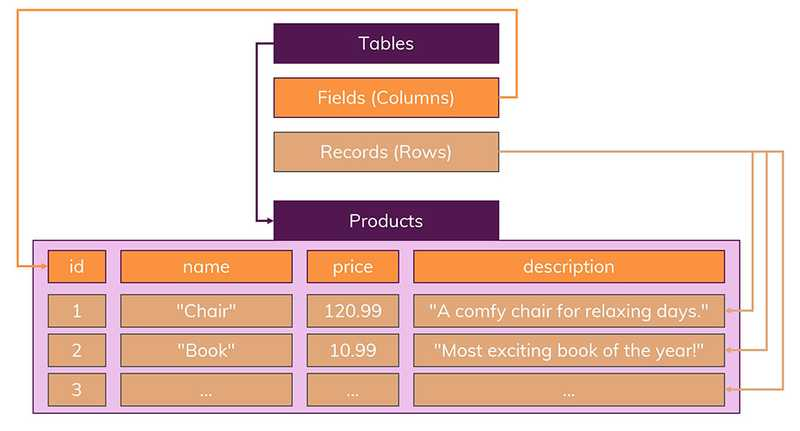 Tables
Fields (Columns)
Records (Rows)
Products
id name price description
1 "Chair" 120.99 "A comfy chair for relaxing days."
2 "Book" 10.99 "Most exciting book of the year!"
3 ... ... ...